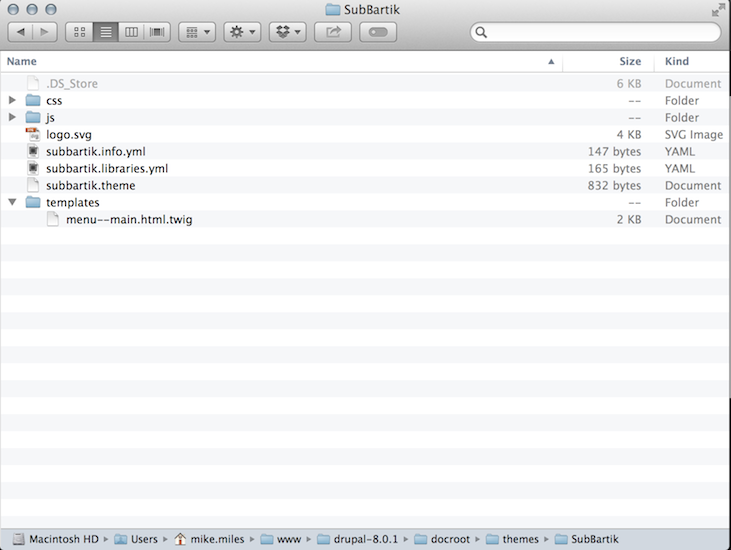 SubBartik
Name Size Kind
.DS_Store 6 KB Document
css -- Folder
js -- Folder
logo.svg 4 KB SVG Image
subbartik.info.yml 147 bytes YAML
subbartik.libraries.yml 165 bytes YAML
subbartik.theme 832 bytes Document
templates -- Folder
menu--main.html.twig 2 KB Document
Macintosh HD Users mike.miles www drupal-8.0.1 docroot themes SubBartik